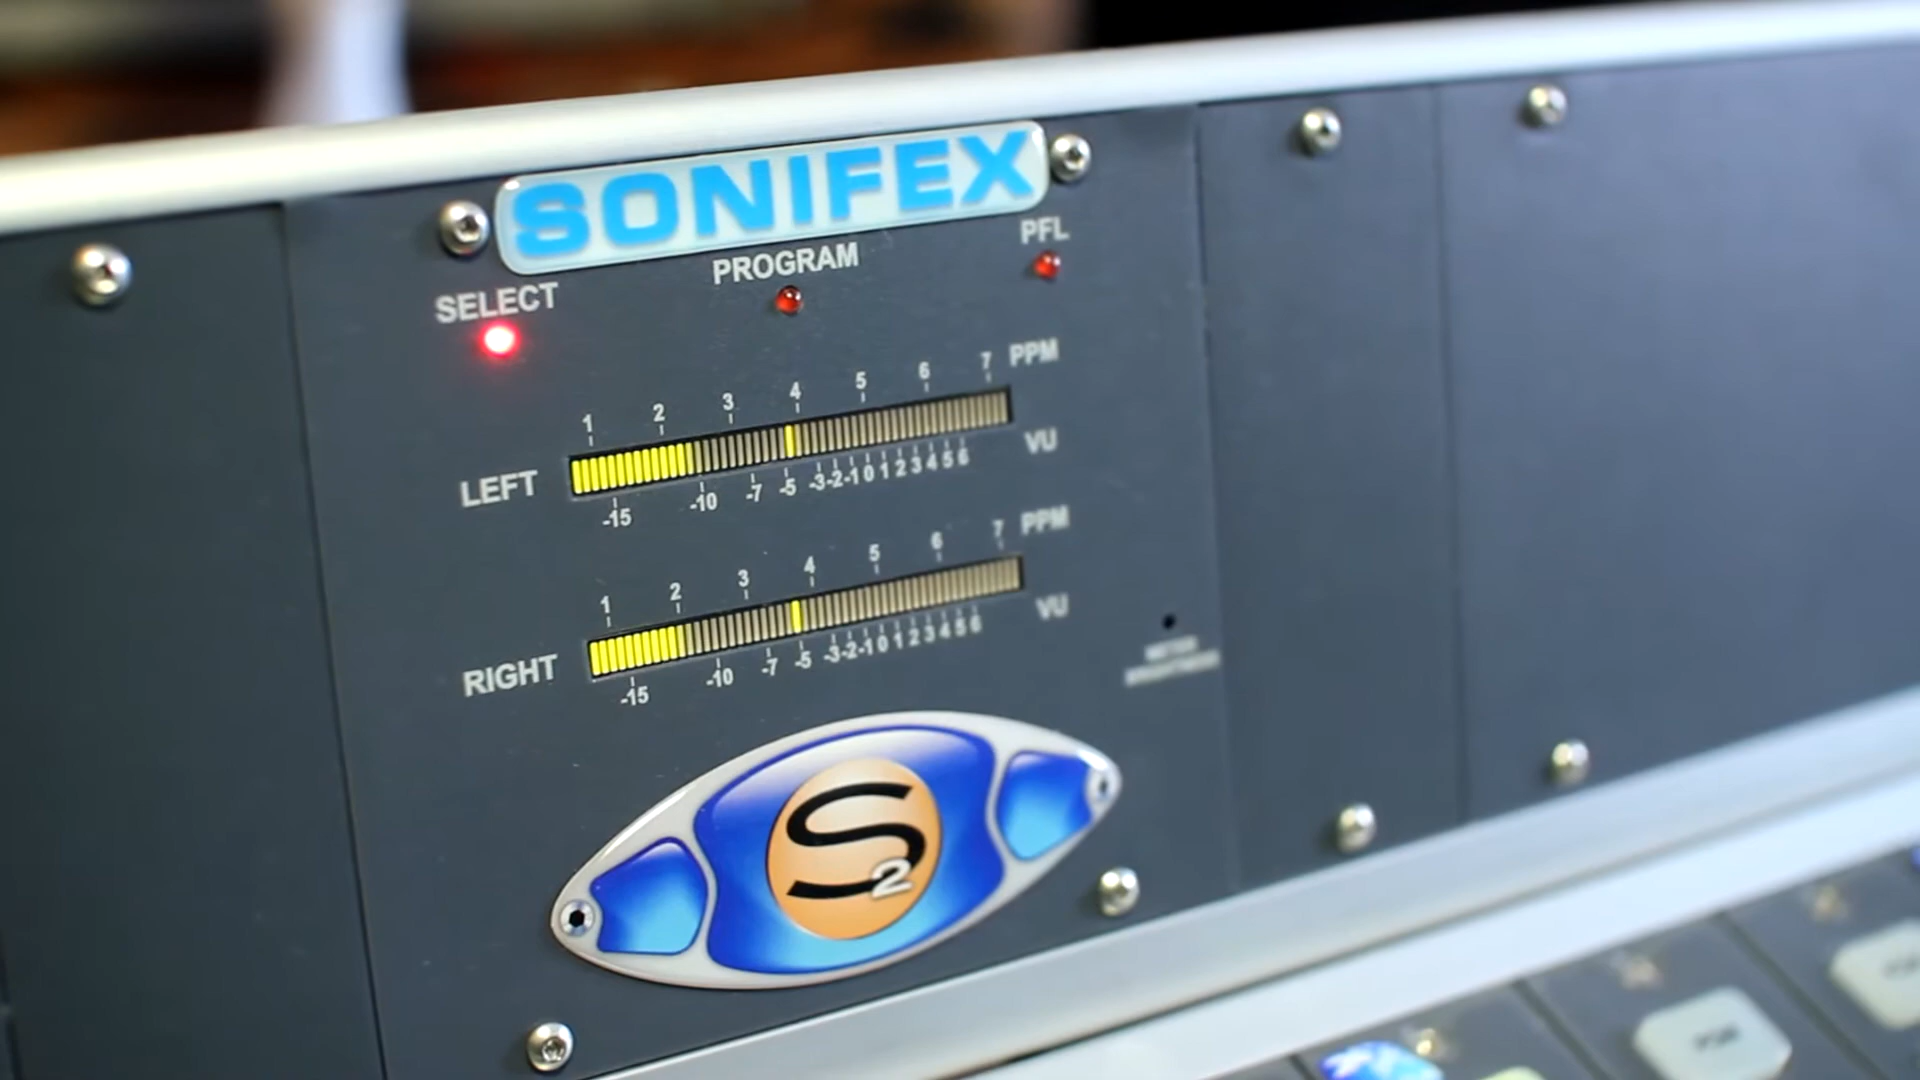 SONIFEX
PFL
PROGRAM
SELECT
1 2 3 4 5 6 7 PPM
LEFT
VU
-15 -10 -7 -5 -3 -2 -1 0 1 2 3 4 5 6
1 2 3 4 5 6 7 PPM
RIGHT
VU
-15 -10 -7 -5 -3 -2 -1 0 1 2 3 4 5 6
S2